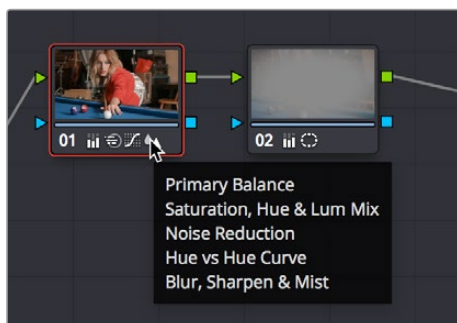 01
02
Primary Balance
Saturation, Hue & Lum Mix
Noise Reduction
Hue vs Hue Curve
Blur, Sharpen & Mist